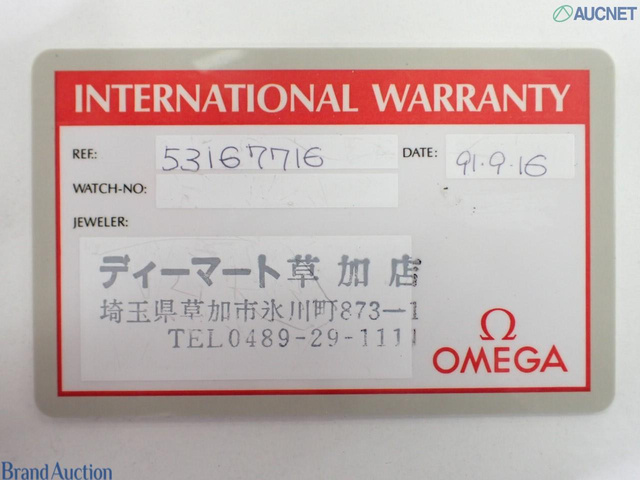 AUCNET
INTERNATIONAL WARRANTY
REF.: 53167716 DATE: 91.9.16
WATCH-NO:
JEWELER:
ディーマート草加店
埼玉県草加市氷川町873-1
TEL0489-29-1111
Ω
OMEGA
Brand Auction